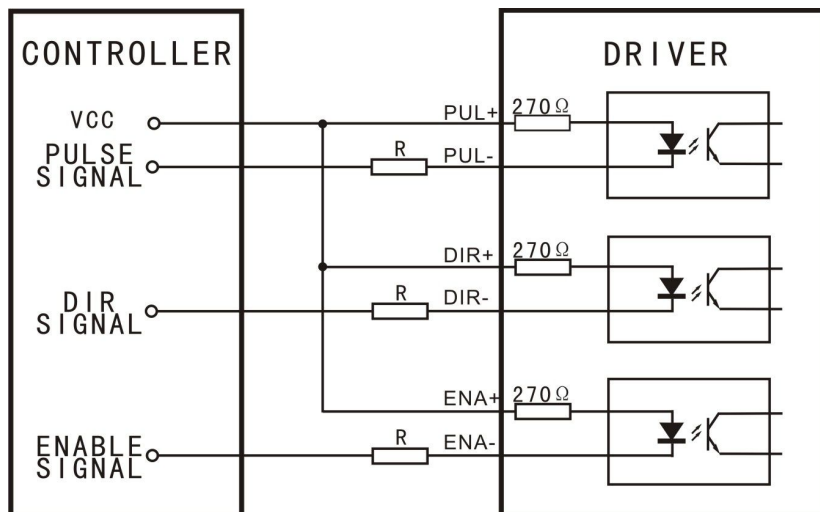 CONTROLLER
DRIVER
VCC
PUL+
270Ω
PULSE
SIGNAL
R
PUL-
DIR+
270Ω
DIR
SIGNAL
R
DIR-
ENA+
270Ω
ENABLE
SIGNAL
R
ENA-